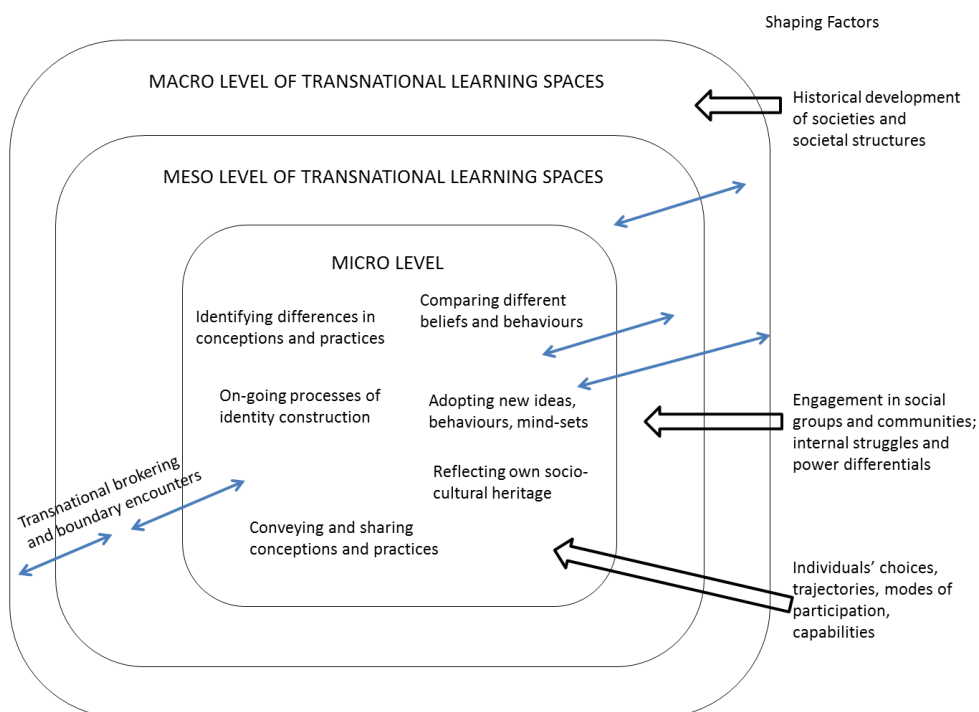 Shaping Factors
MACRO LEVEL OF TRANSNATIONAL LEARNING SPACES
Historical development
of societies and
societal structures
MESO LEVEL OF TRANSNATIONAL LEARNING SPACES
MICRO LEVEL
Identifying differences in
conceptions and practices
Comparing different
beliefs and behaviours
On-going processes of
identity construction
Adopting new ideas,
behaviours, mind-sets
Engagement in social
groups and communities;
internal struggles and
power differentials
Reflecting own socio-
cultural heritage
Transnational brokering
and boundary encounters
Conveying and sharing
conceptions and practices
Individuals’ choices,
trajectories, modes of
participation,
capabilities